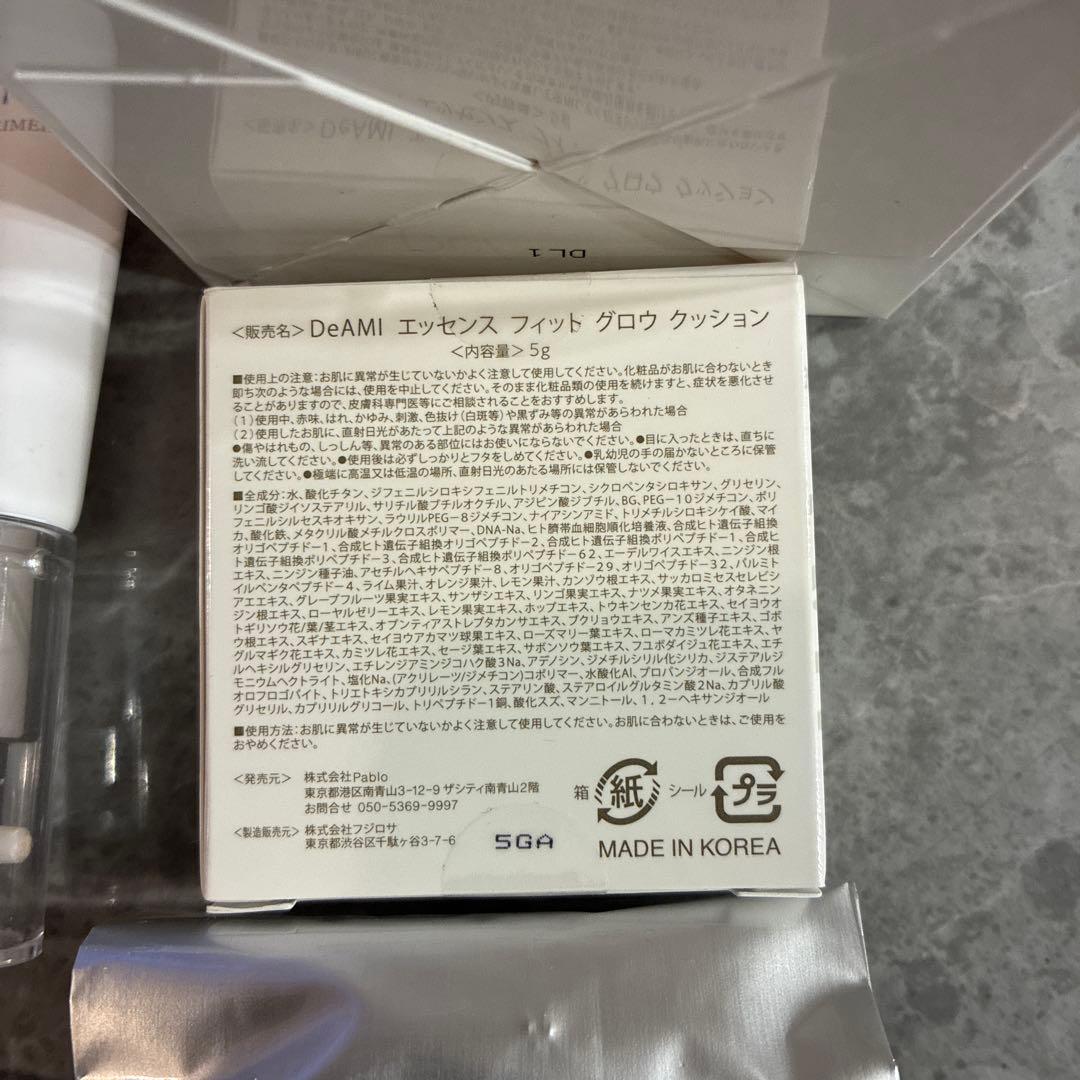 RIMER
<販売名> DeAMI
DL1
<販売名> DeAMI エッセンス フィット グロウ クッション
<内容量> 5g
■使用上の注意:お肌に異常が生じていないかよく注意して使用してください。化粧品がお肌に合わないとき
即ち次のような場合には、使用を中止してください。そのまま化粧品類の使用を続けますと、症状を悪化させ
ることがありますので、皮膚科専門医等にご相談されることをおすすめします。
(1)使用中、赤味、はれ、かゆみ、刺激、色抜け(白斑等)や黒ずみ等の異常があらわれた場合
(2)使用したお肌に、直射日光があたって上記のような異常があらわれた場合
●傷やはれもの、しっしん等、異常のある部位にはお使いにならないでください。●目に入ったときは、直ちに
洗い流してください。●使用後は必ずしっかりとフタをしめてください。●乳幼児の手の届かないところに保管
してください。●極端に高温又は低温の場所、直射日光のあたる場所には保管しないでください。
■全成分:水、酸化チタン、ジフェニルシロキシフェニルトリメチコン、シクロペンタシロキサン、グリセリン、
リンゴ酸ジイソステアリル、サリチル酸ブチルオクチル、アジピン酸ジブチル、BG、PEG-10ジメチコン、ポリ
フェニルシルセスキオキサン、ラウリルPEG-8ジメチコン、ナイアシンアミド、トリメチルシロキシケイ酸、マイ
カ、酸化鉄、メタクリル酸メチルクロスポリマー、DNA-Na、ヒト臍帯血細胞順化培養液、合成ヒト遺伝子組換
オリゴペプチド-1、合成ヒト遺伝子組換オリゴペプチド-2、合成ヒト遺伝子組換ポリペプチド-1、合成ヒ
ト遺伝子組換ポリペプチド-3、合成ヒト遺伝子組換ポリペプチド-62、エーデルワイスエキス、ニンジン根
エキス、ニンジン種子油、アセチルヘキサペプチド-8、オリゴペプチド-29、オリゴペプチド-32、パルミト
イルペンタペプチド-4、ライム果汁、オレンジ果汁、レモン果汁、カンゾウ根エキス、サッカロミセスセレビシ
アエエキス、グレープフルーツ果実エキス、サンザシエキス、リンゴ果実エキス、ナツメ果実エキス、オタネニン
ジン根エキス、ローヤルゼリーエキス、レモン果実エキス、ホップエキス、トウキンセンカ花エキス、セイヨウオ
トギリソウ花/葉/茎エキス、オプンティアストレプタカンサエキス、ブクリョウエキス、アンズ種子エキス、ゴボ
ウ根エキス、スギナエキス、セイヨウアカマツ球果エキス、ローズマリー葉エキス、ローマカミツレ花エキス、ヤ
グルマギク花エキス、カミツレ花エキス、セージ葉エキス、サボンソウ葉エキス、フユボダイジュ花エキス、エチ
ルヘキシルグリセリン、エチレンジアミンジコハク酸3Na、アデノシン、ジメチルシリル化シリカ、ジステアルジ
モニウムヘクトライト、塩化Na、(アクリレーツ/ジメチコン)コポリマー、水酸化Al、プロパンジオール、合成フル
オロフロゴパイト、トリエトキシカプリリルシラン、ステアリン酸、ステアロイルグルタミン酸2Na、カプリル酸
グリセリル、カプリリルグリコール、トリペプチド-1銅、酸化スズ、マンニトール、1,2-ヘキサンジオール
■使用方法:お肌に異常が生じていないかよく注意して使用してください。お肌に合わないときは、ご使用を
おやめください。
<発売元> 株式会社Pablo
東京都港区南青山3-12-9 ザシティ南青山2階
お問合せ 050-5369-9997
<製造販売元> 株式会社フジロサ
東京都渋谷区千駄ヶ谷3-7-6
5GA
箱 紙 シール プラ
MADE IN KOREA